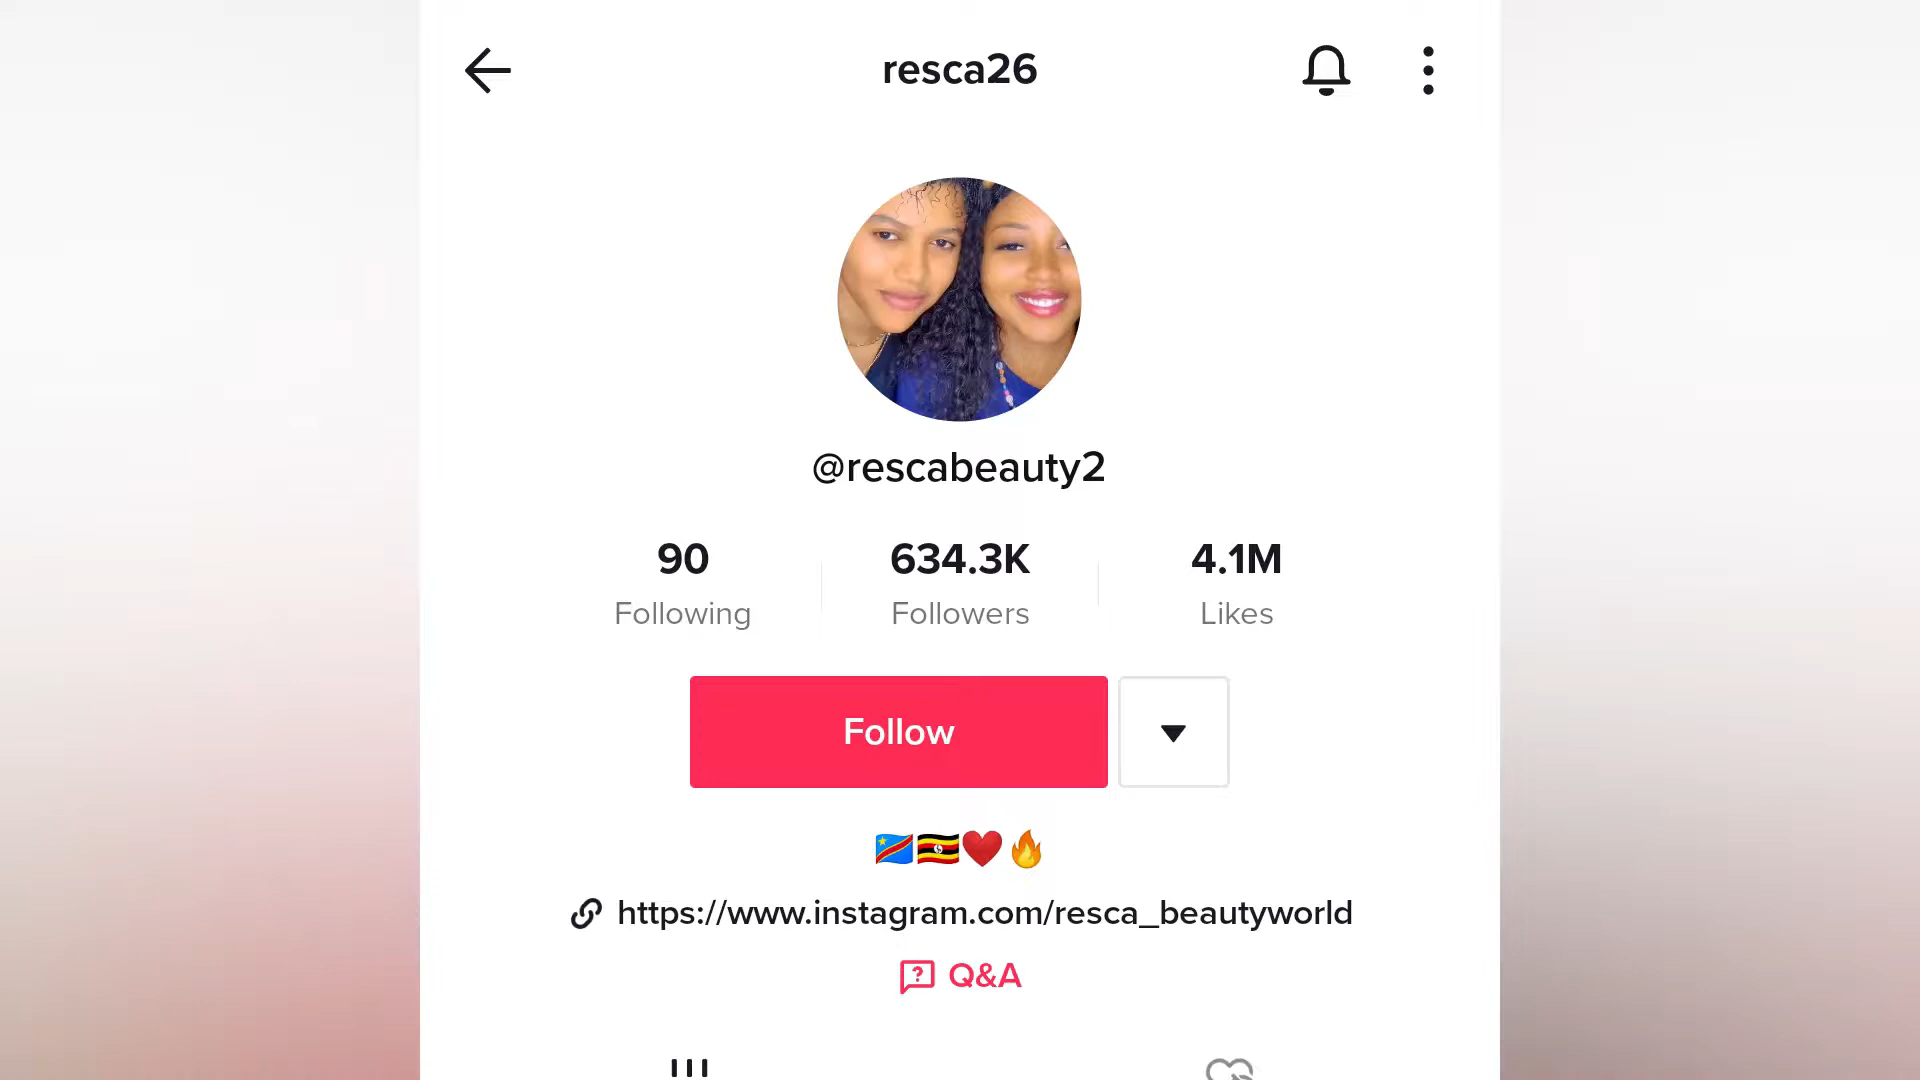 resca26
@rescabeauty2
90 634.3K 4.1M
Following Followers Likes
Follow
https://www.instagram.com/resca_beautyworld
Q&A